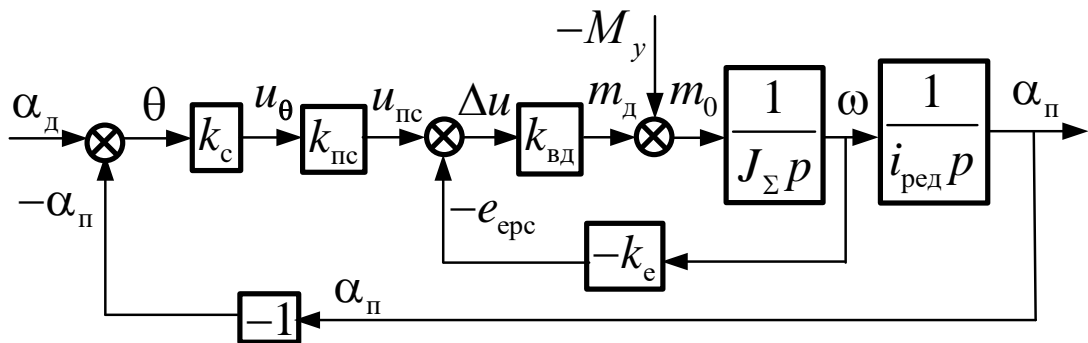 −M_y
α_д θ u_θ u_пс Δu m_д m_0 ω α_п
k_с k_пс k_вд 1/(J_Σ p) 1/(i_ред p)
−α_п −e_ерс −k_е
−1 α_п